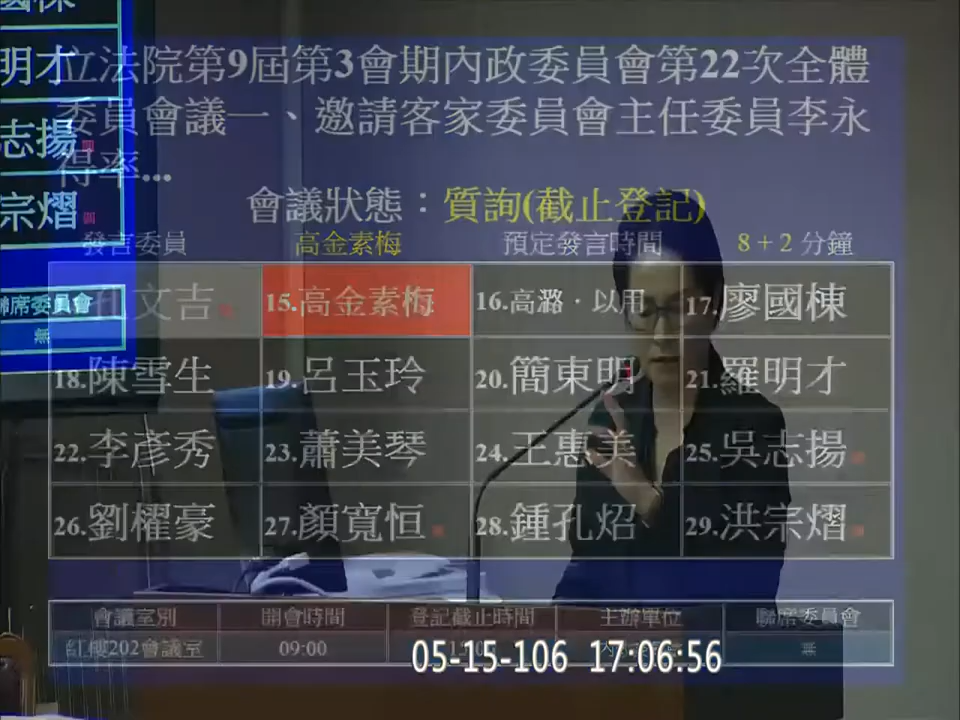 明才
志揚
宗熠
聯席委員會
無
立法院第9屆第3會期內政委員會第22次全體
委員會議一、邀請客家委員會主任委員李永
得率...
會議狀態：質詢(截止登記)
發言委員 高金素梅 預定發言時間 8 + 2 分鐘
孔文吉 15.高金素梅 16.高潞．以用 17.廖國棟
18.陳雪生 19.呂玉玲 20.簡東明 21.羅明才
22.李彥秀 23.蕭美琴 24.王惠美 25.吳志揚
26.劉櫂豪 27.顏寬恒 28.鍾孔炤 29.洪宗熠
會議室別 開會時間 登記截止時間 主辦單位 聯席委員會
紅樓202會議室 09:00 無
05-15-106 17:06:56